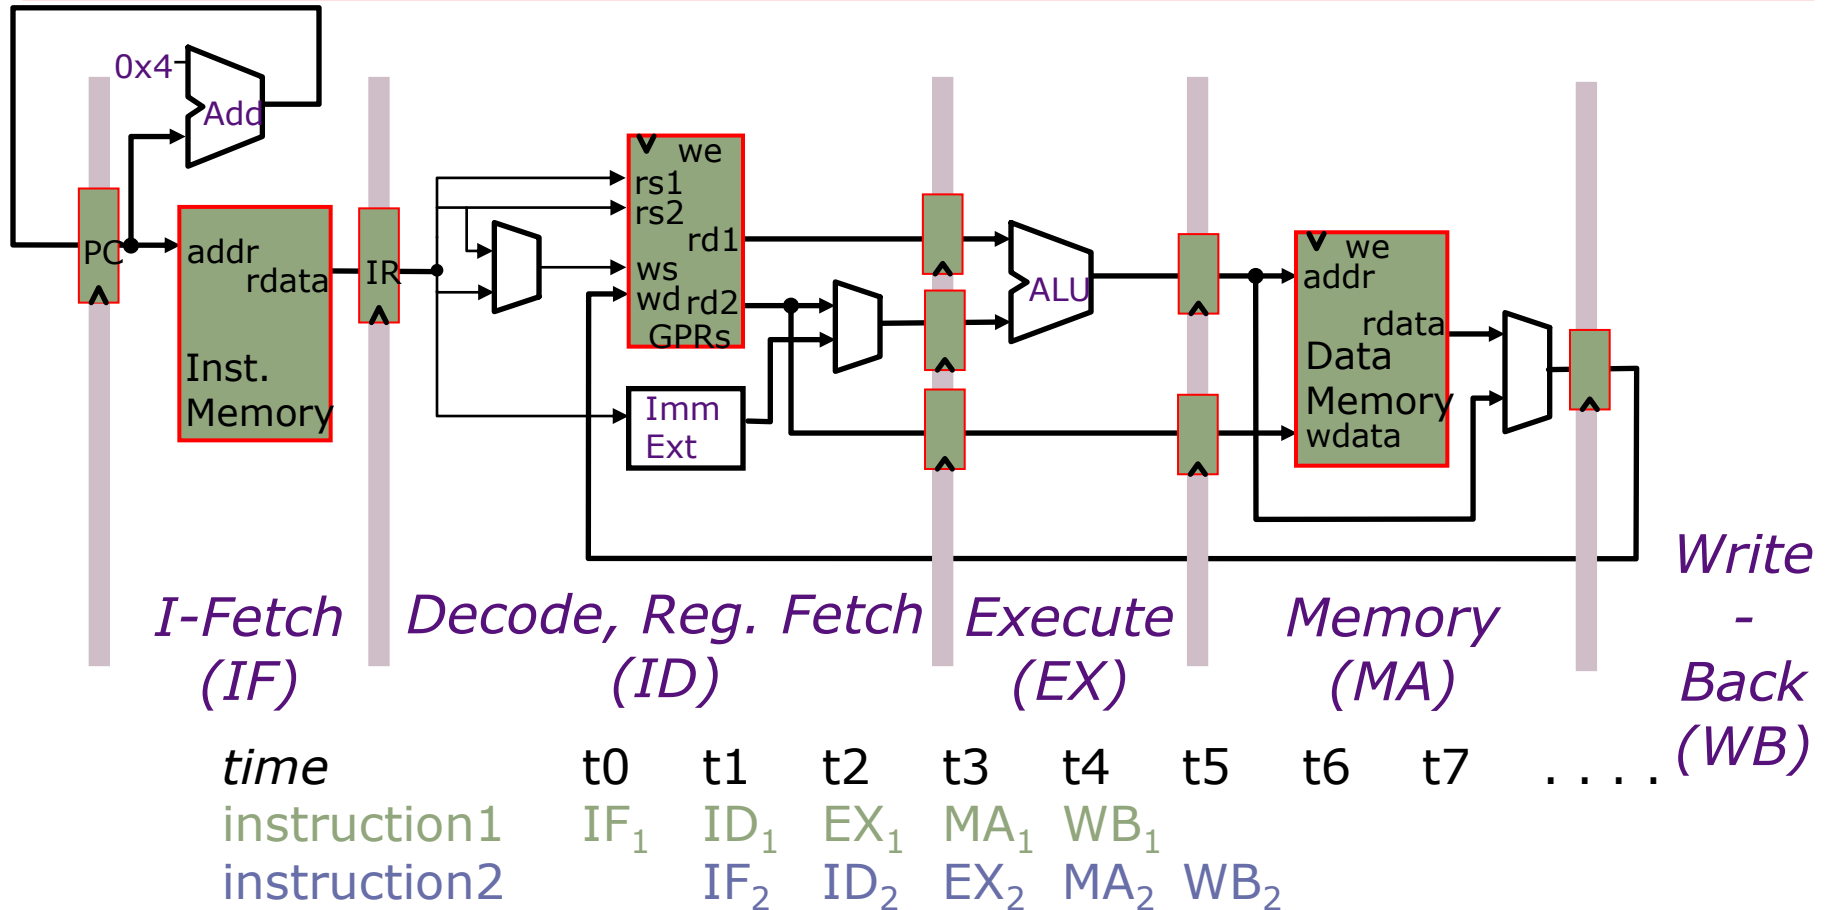 0x4
Add
PC
addr
rdata
Inst.
Memory
IR
we
rs1
rs2
rd1
ws
wd rd2
GPRs
Imm
Ext
ALU
we
addr
rdata
Data
Memory
wdata
I-Fetch
(IF)
Decode, Reg. Fetch
(ID)
Execute
(EX)
Memory
(MA)
Write
-
Back
(WB)
time t0 t1 t2 t3 t4 t5 t6 t7 . . . .
instruction1 IF1 ID1 EX1 MA1 WB1
instruction2 IF2 ID2 EX2 MA2 WB2